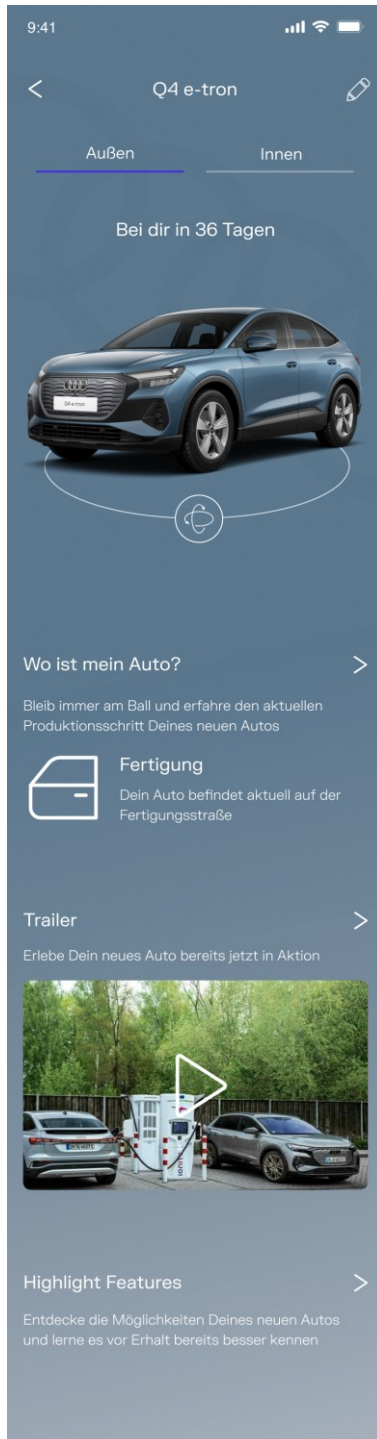 9:41
Q4 e-tron
Außen Innen
Bei dir in 36 Tagen
Q4 e-tron
Wo ist mein Auto?
Bleib immer am Ball und erfahre den aktuellen
Produktionsschritt Deines neuen Autos
Fertigung
Dein Auto befindet aktuell auf der
Fertigungsstraße
Trailer
Erlebe Dein neues Auto bereits jetzt in Aktion
Highlight Features
Entdecke die Möglichkeiten Deines neuen Autos
und lerne es vor Erhalt bereits besser kennen